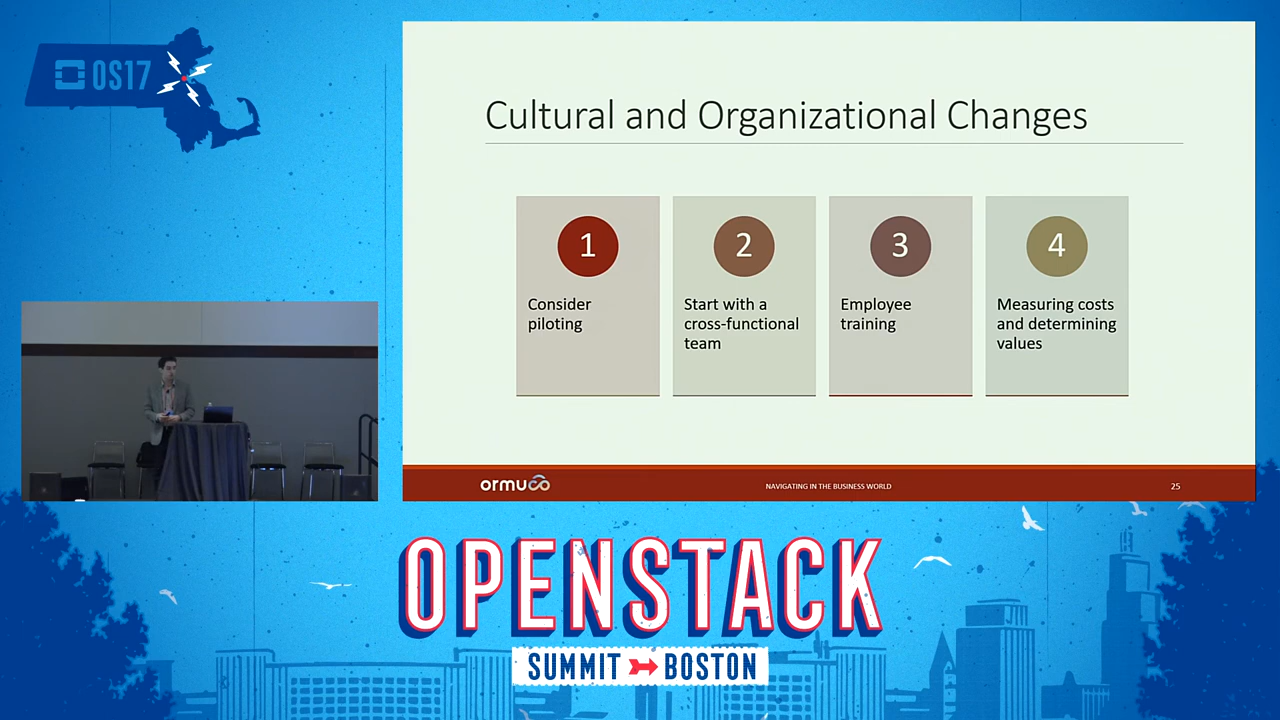 OS17
Cultural and Organizational Changes
1
Consider
piloting
2
Start with a
cross-functional
team
3
Employee
training
4
Measuring costs
and determining
values
ormuco
NAVIGATING IN THE BUSINESS WORLD
25
OPENSTACK
SUMMIT BOSTON